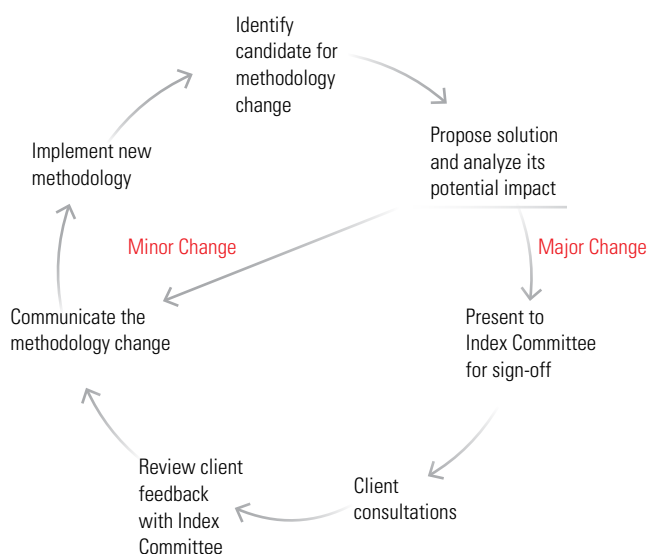 Identify
candidate for
methodology
change
Propose solution
and analyze its
potential impact
Major Change
Minor Change
Present to
Index Committee
for sign-off
Client
consultations
Review client
feedback
with Index
Committee
Communicate the
methodology change
Implement new
methodology